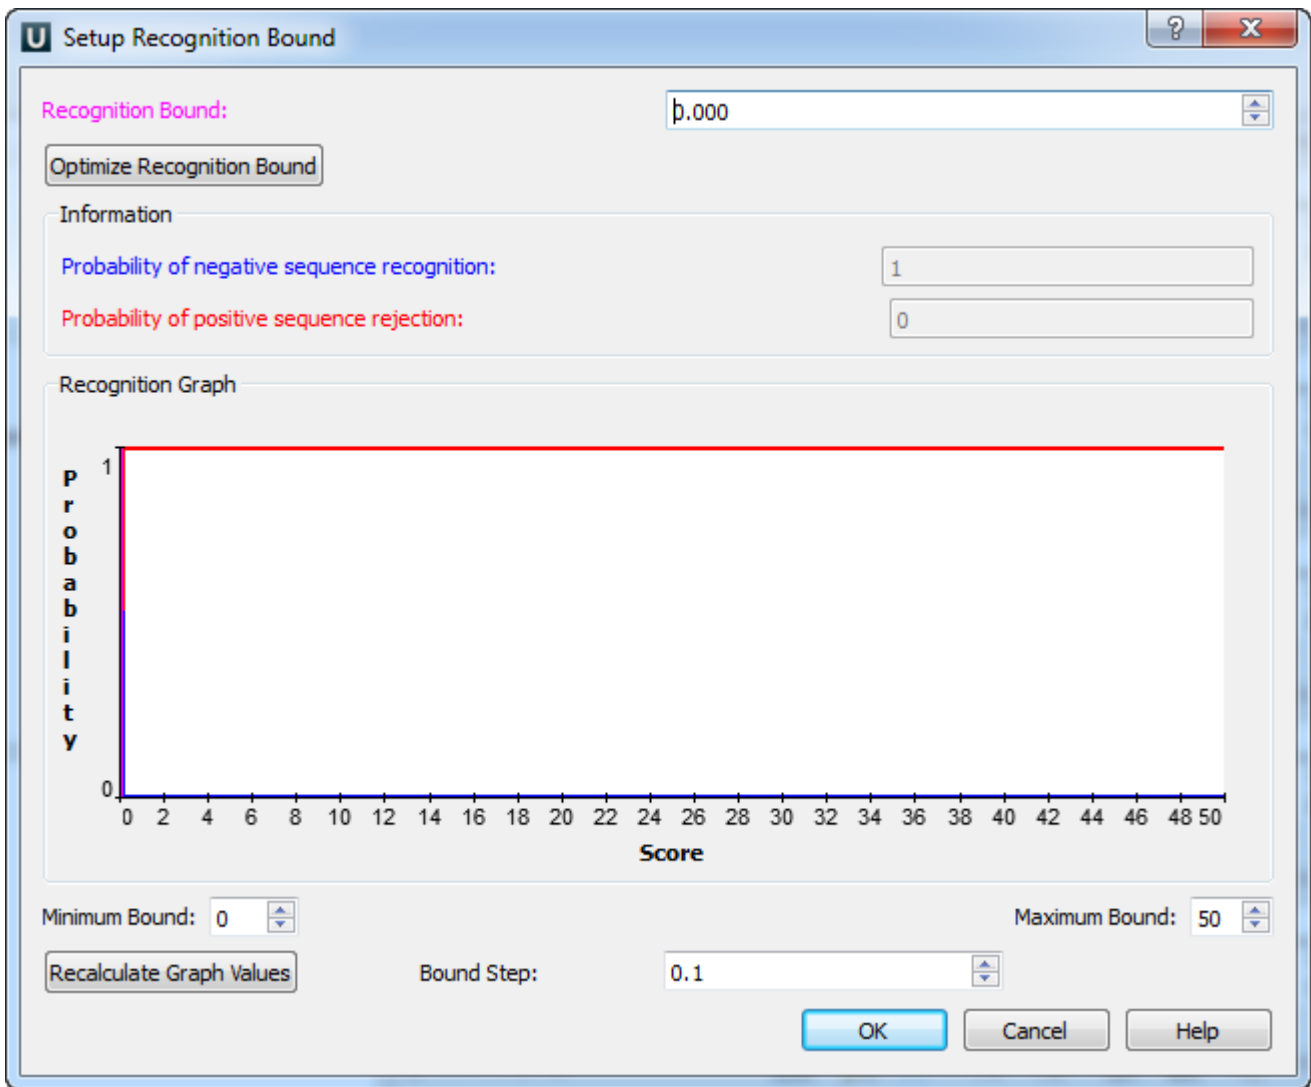 U Setup Recognition Bound
Recognition Bound: 0.000
Optimize Recognition Bound
Information
Probability of negative sequence recognition: 1
Probability of positive sequence rejection: 0
Recognition Graph
1
Probability
0
0 2 4 6 8 10 12 14 16 18 20 22 24 26 28 30 32 34 36 38 40 42 44 46 48 50
Score
Minimum Bound: 0 Maximum Bound: 50
Recalculate Graph Values Bound Step: 0.1
OK Cancel Help